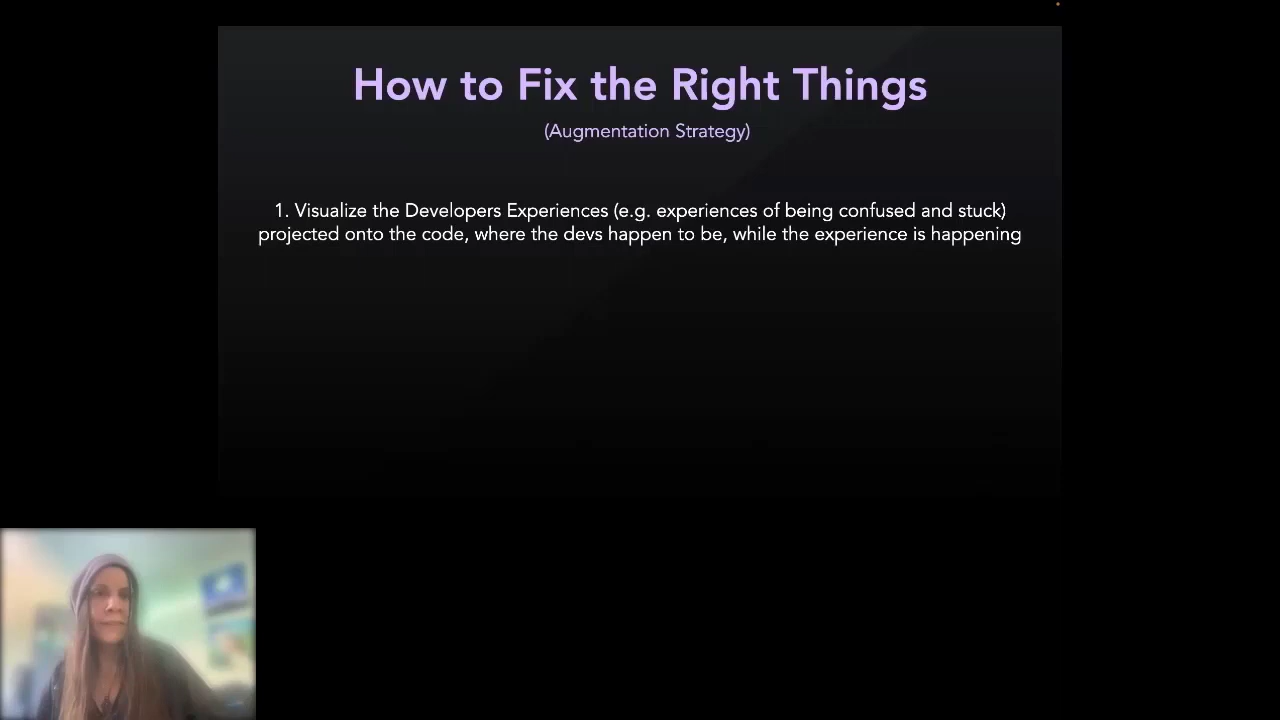 How to Fix the Right Things
(Augmentation Strategy)
1. Visualize the Developers Experiences (e.g. experiences of being confused and stuck)
projected onto the code, where the devs happen to be, while the experience is happening